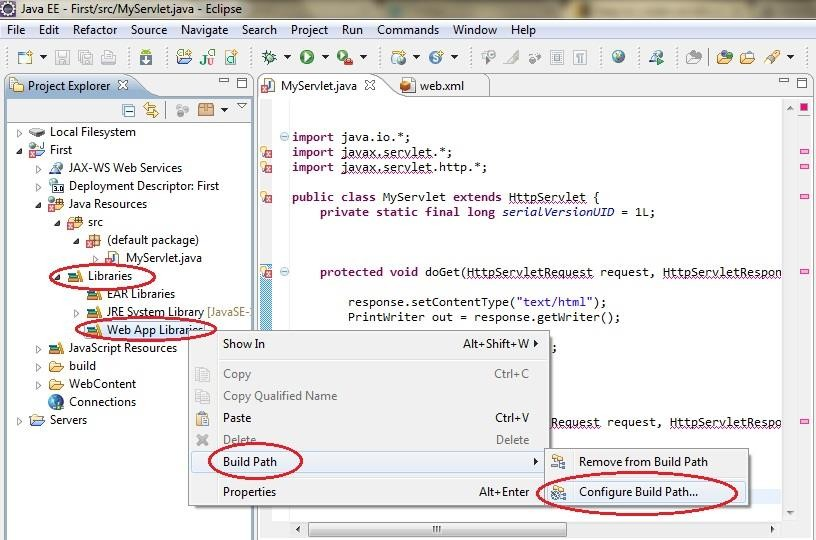 Java EE - First/src/MyServlet.java - Eclipse
File Edit Refactor Source Navigate Search Project Run Commands Window Help
Project Explorer
MyServlet.java
web.xml
Local Filesystem
First
JAX-WS Web Services
3.0 Deployment Descriptor: First
Java Resources
src
(default package)
MyServlet.java
Libraries
EAR Libraries
JRE System Library [JavaSE-
Web App Libraries
JavaScript Resources
build
WebContent
Connections
Servers
import java.io.*;
import javax.servlet.*;
import javax.servlet.http.*;
public class MyServlet extends HttpServlet {
private static final long serialVersionUID = 1L;
protected void doGet(HttpServletRequest request, HttpServletRespon
response.setContentType("text/html");
PrintWriter out = response.getWriter();
;
Request request, HttpServletRespo
Show In Alt+Shift+W
Copy Ctrl+C
Copy Qualified Name
Paste Ctrl+V
Delete Delete
Build Path
Properties Alt+Enter
Remove from Build Path
Configure Build Path...